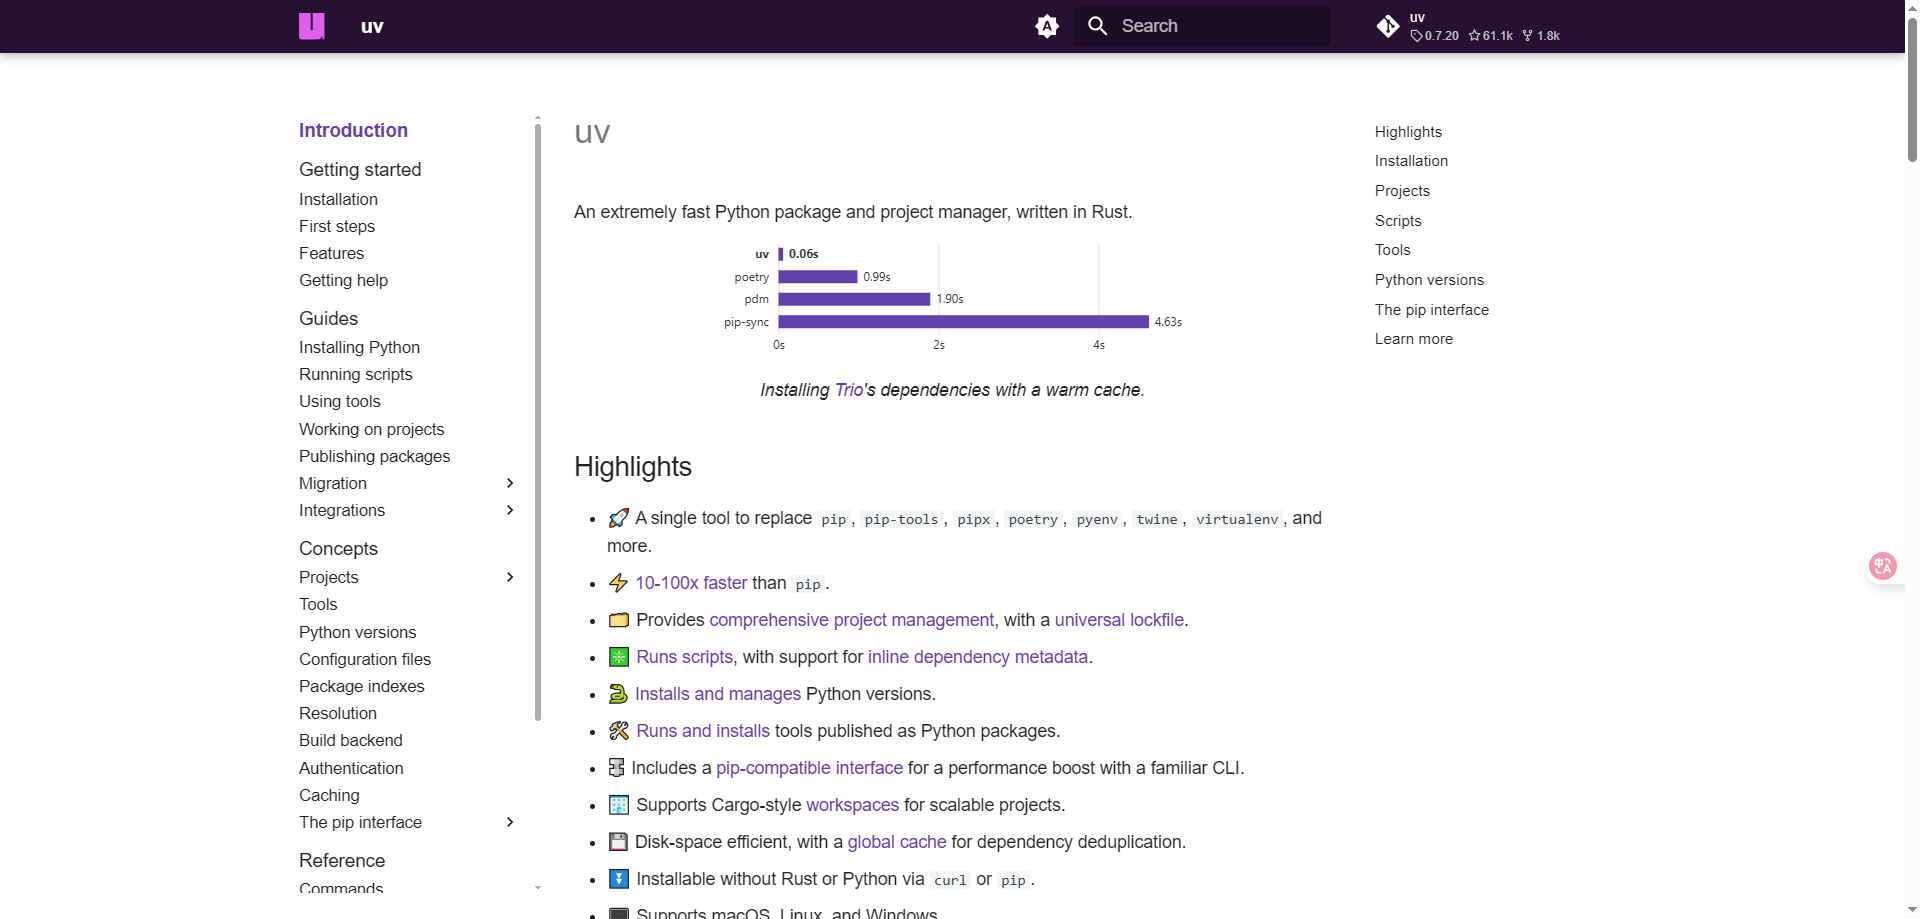 uv
Search
uv
0.7.20 61.1k 1.8k
Introduction
Getting started
Installation
First steps
Features
Getting help
Guides
Installing Python
Running scripts
Using tools
Working on projects
Publishing packages
Migration
Integrations
Concepts
Projects
Tools
Python versions
Configuration files
Package indexes
Resolution
Build backend
Authentication
Caching
The pip interface
Reference
Commands
uv
An extremely fast Python package and project manager, written in Rust.
uv 0.06s
poetry 0.99s
pdm 1.90s
pip-sync 4.63s
0s 2s 4s
Installing Trio's dependencies with a warm cache.
Highlights
🚀 A single tool to replace pip, pip-tools, pipx, poetry, pyenv, twine, virtualenv, and
more.
⚡ 10-100x faster than pip.
🗂️ Provides comprehensive project management, with a universal lockfile.
❇️ Runs scripts, with support for inline dependency metadata.
🐍 Installs and manages Python versions.
🛠️ Runs and installs tools published as Python packages.
🔩 Includes a pip-compatible interface for a performance boost with a familiar CLI.
🏢 Supports Cargo-style workspaces for scalable projects.
💾 Disk-space efficient, with a global cache for dependency deduplication.
⏬ Installable without Rust or Python via curl or pip.
🖥️ Supports macOS, Linux, and Windows.
Highlights
Installation
Projects
Scripts
Tools
Python versions
The pip interface
Learn more